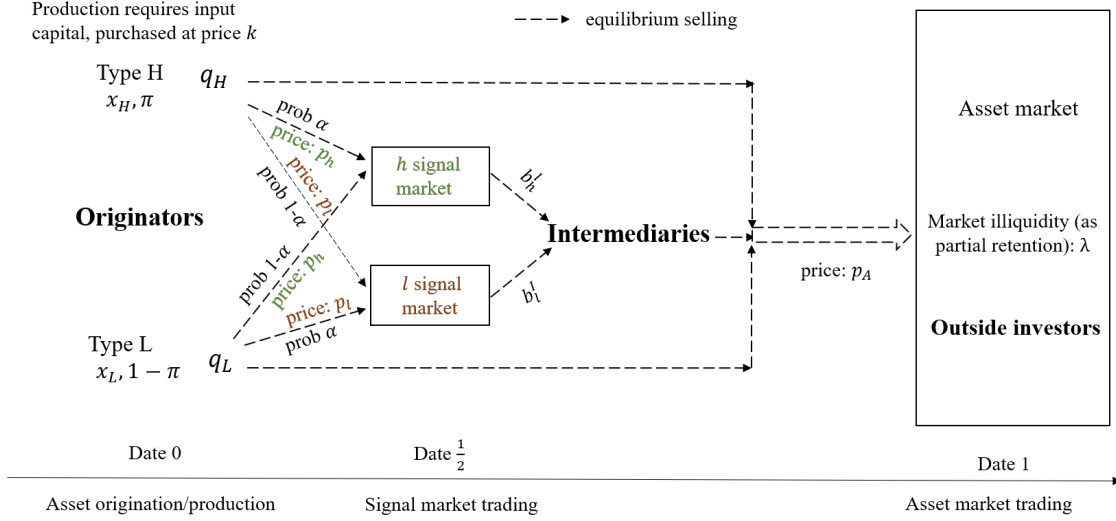 Production requires input
capital, purchased at price k
equilibrium selling
Type H q_H
x_H, π
prob α
price: p_h
price: p_l
prob 1-α
h signal
market
b_h^I
Asset market
Originators
Intermediaries
Market illiquidity (as
partial retention): λ
price: p_A
prob 1-α
price: p_h
l signal
market
b_l^I
price: p_l
prob α
Outside investors
Type L q_L
x_L, 1 − π
Date 0
Date 1/2
Date 1
Asset origination/production
Signal market trading
Asset market trading